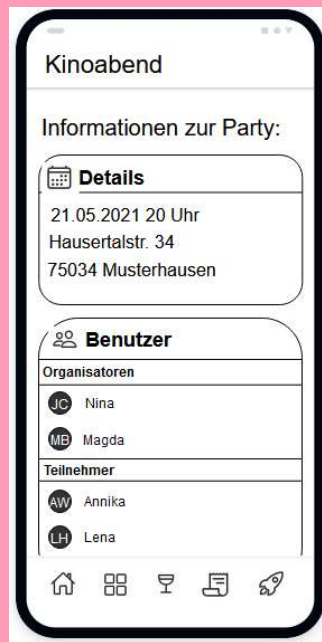 Kinoabend
Informationen zur Party:
Details
21.05.2021 20 Uhr
Hausertalstr. 34
75034 Musterhausen
Benutzer
Organisatoren
JC Nina
MB Magda
Teilnehmer
AW Annika
LH Lena